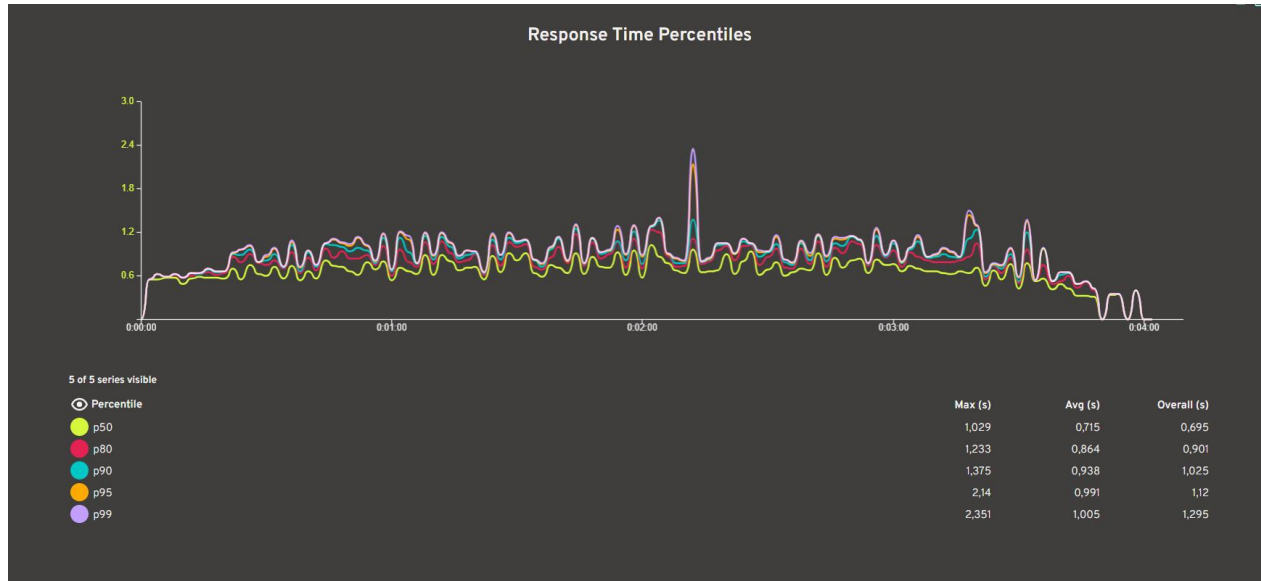 Response Time Percentiles
3.0
2.4
1.8
1.2
0.6
0:00:00 0:01:00 0:02:00 0:03:00 0:04:00
5 of 5 series visible
Percentile Max (s) Avg (s) Overall (s)
p50 1,029 0,715 0,695
p80 1,233 0,864 0,901
p90 1,375 0,938 1,025
p95 2,14 0,991 1,12
p99 2,351 1,005 1,295